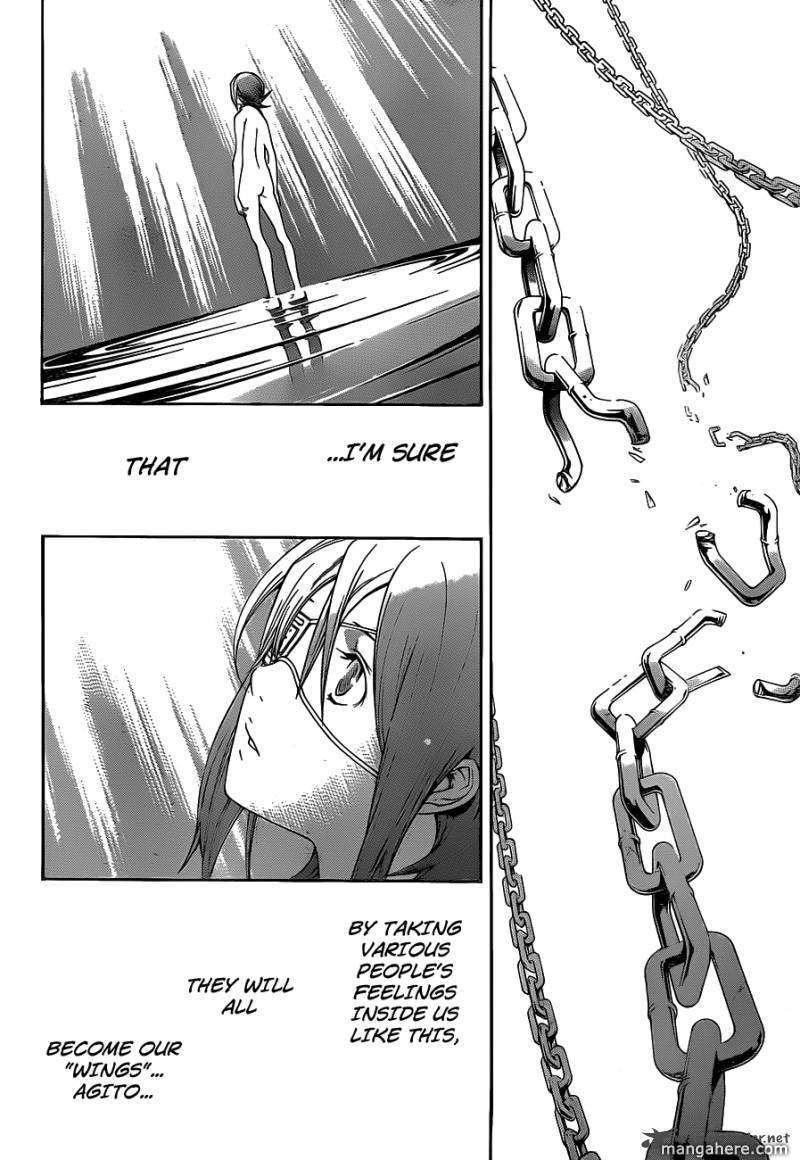 ...I'M SURE
THAT
BY TAKING
VARIOUS
PEOPLE'S
FEELINGS
INSIDE US
LIKE THIS,
THEY WILL
ALL
BECOME OUR
"WINGS"...
AGITO...
mangahere.com